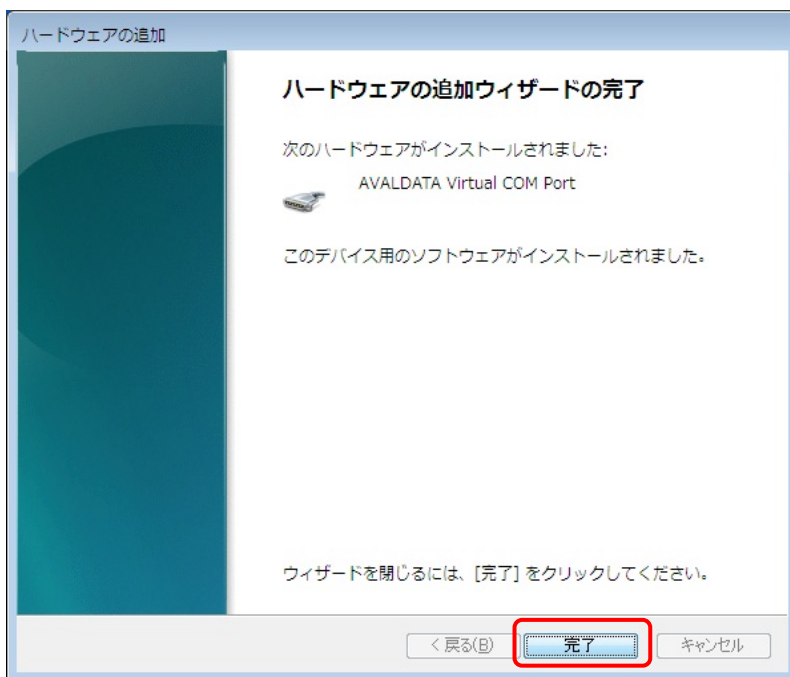 ハードウェアの追加
ハードウェアの追加ウィザードの完了
次のハードウェアがインストールされました:
AVALDATA Virtual COM Port
このデバイス用のソフトウェアがインストールされました。
ウィザードを閉じるには、[完了] をクリックしてください。
< 戻る(B) 完了 キャンセル